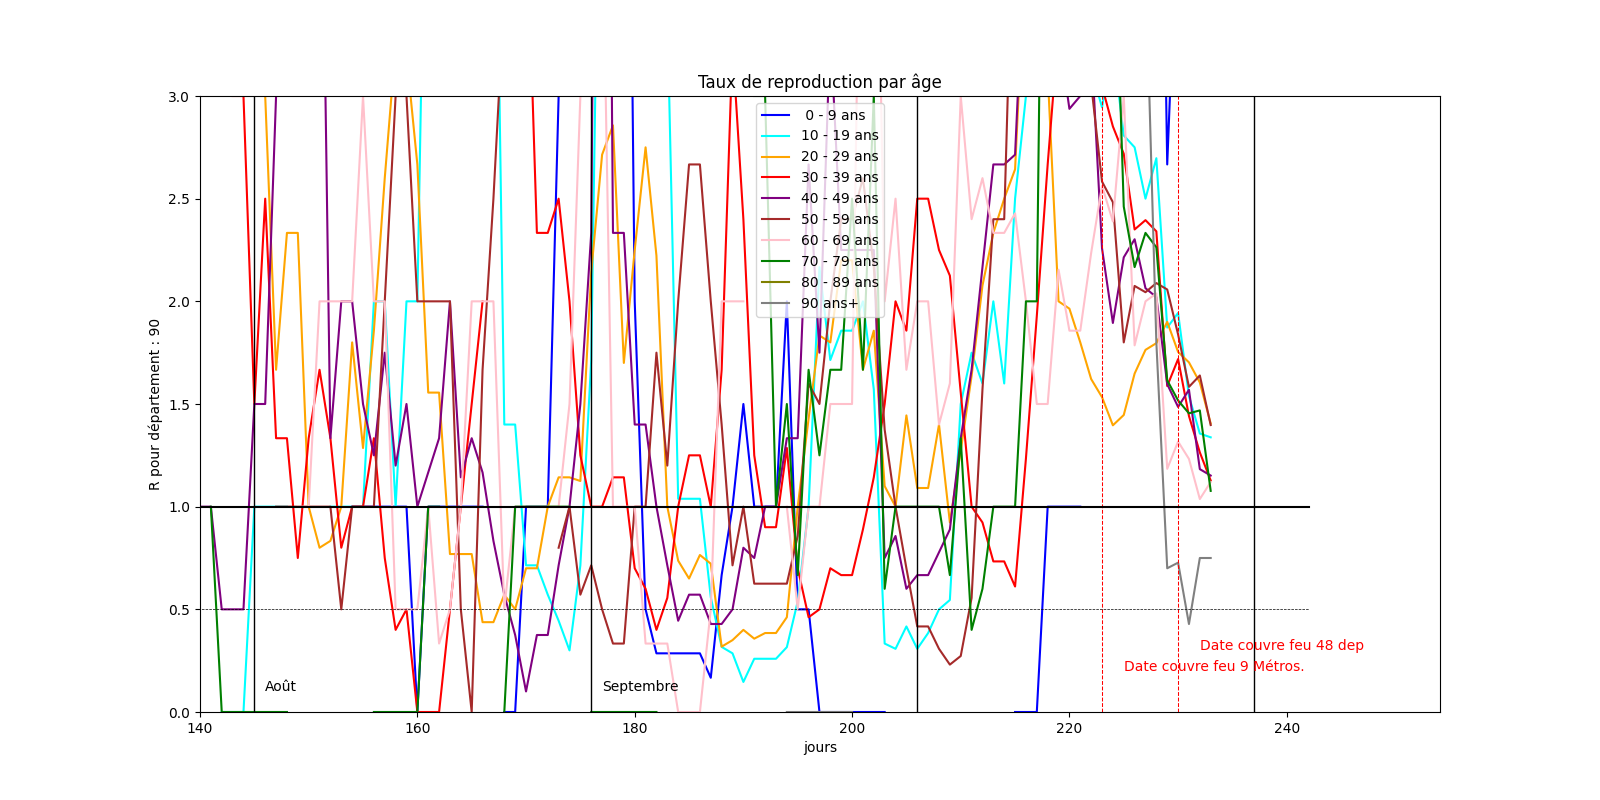 Taux de reproduction par âge
3.0
2.5
2.0
1.5
1.0
0.5
0.0
R pour département : 90
0 - 9 ans
10 - 19 ans
20 - 29 ans
30 - 39 ans
40 - 49 ans
50 - 59 ans
60 - 69 ans
70 - 79 ans
80 - 89 ans
90 ans+
Date couvre feu 48 dep
Date couvre feu 9 Métros.
Août
Septembre
140
160
180
200
220
240
jours